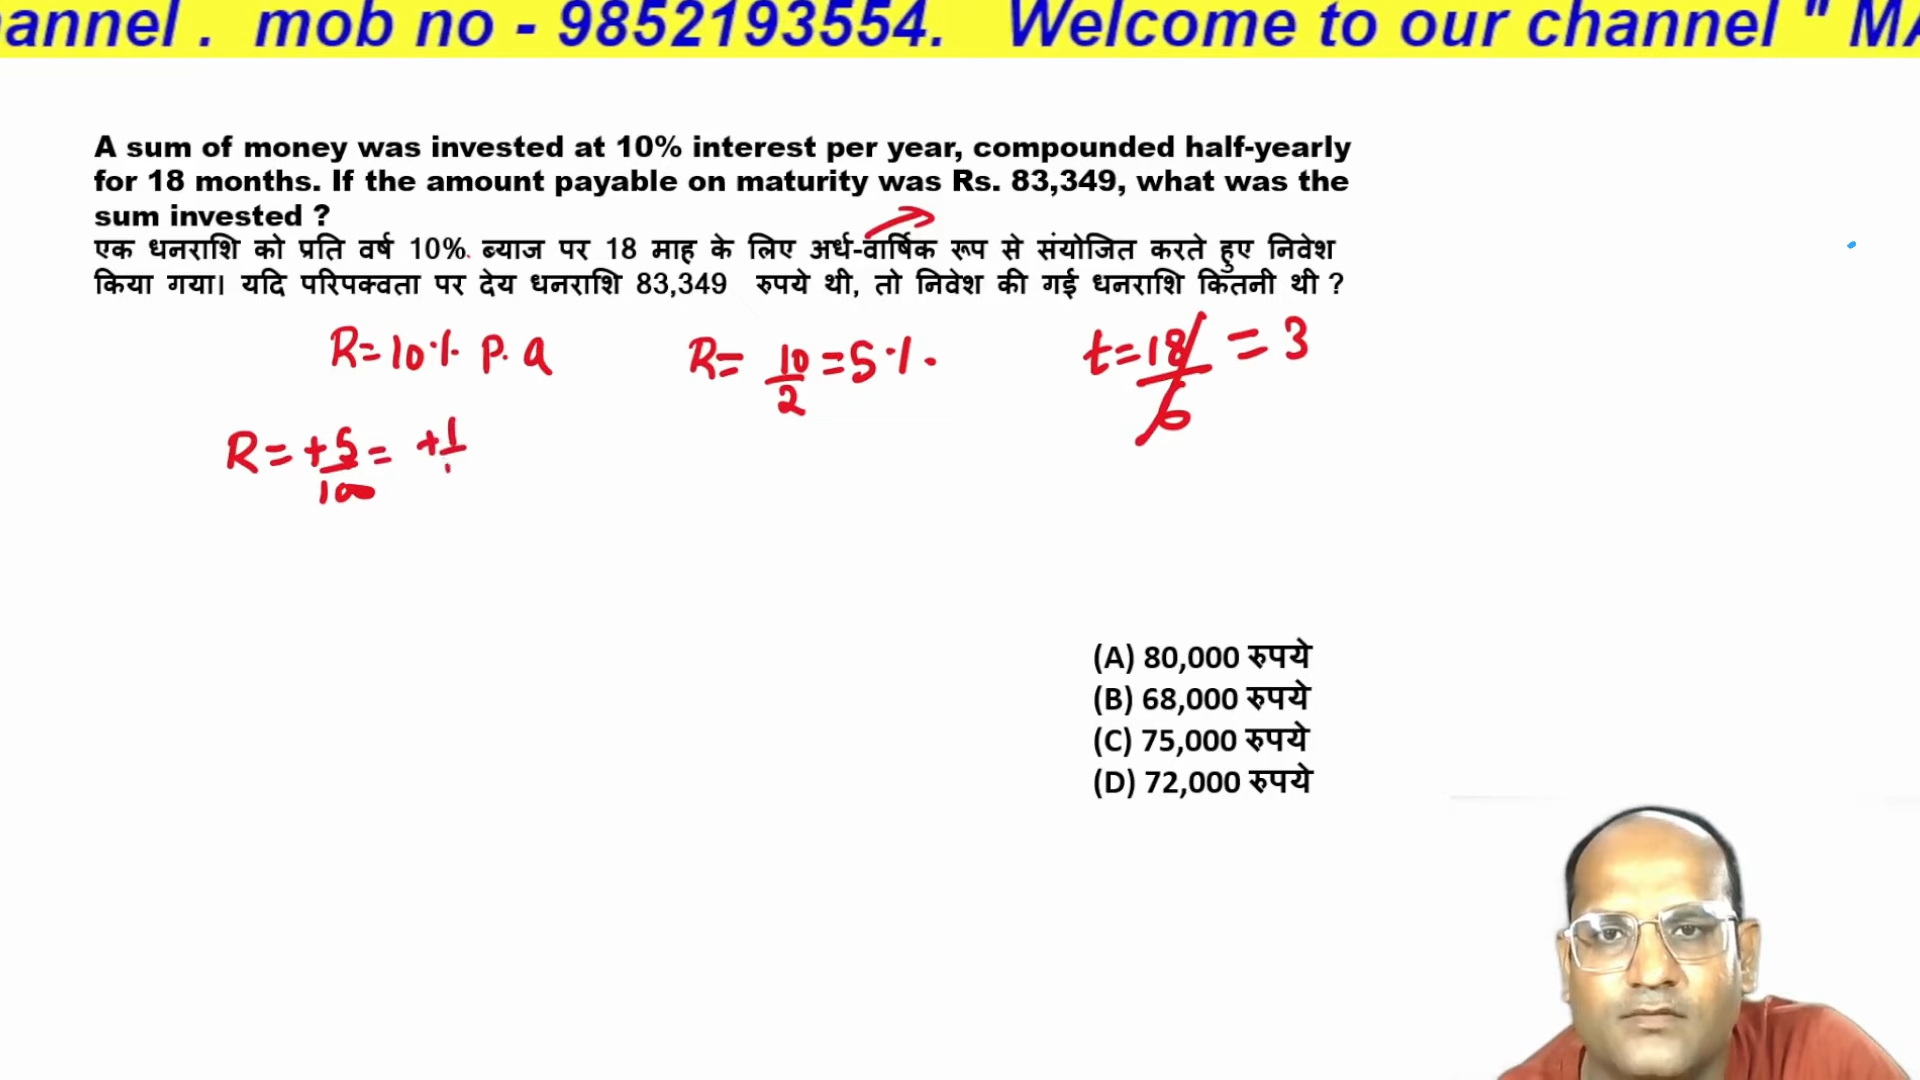 annel . mob no - 9852193554. Welcome to our channel " MA
A sum of money was invested at 10% interest per year, compounded half-yearly
for 18 months. If the amount payable on maturity was Rs. 83,349, what was the
sum invested ?
एक धनराशि को प्रति वर्ष 10% ब्याज पर 18 माह के लिए अर्ध-वार्षिक रूप से संयोजित करते हुए निवेश
किया गया। यदि परिपक्वता पर देय धनराशि 83,349 रुपये थी, तो निवेश की गई धनराशि कितनी थी ?
R=10% p.a R= 10/2 =5%. t=18/6 = 3
R= +5/100 = +1
(A) 80,000 रुपये
(B) 68,000 रुपये
(C) 75,000 रुपये
(D) 72,000 रुपये